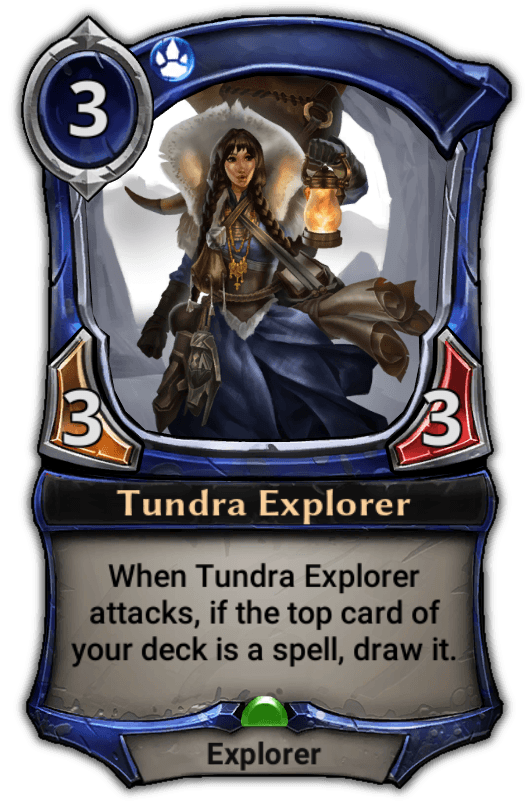 3
3
3
Tundra Explorer
When Tundra Explorer
attacks, if the top card of
your deck is a spell, draw it.
Explorer